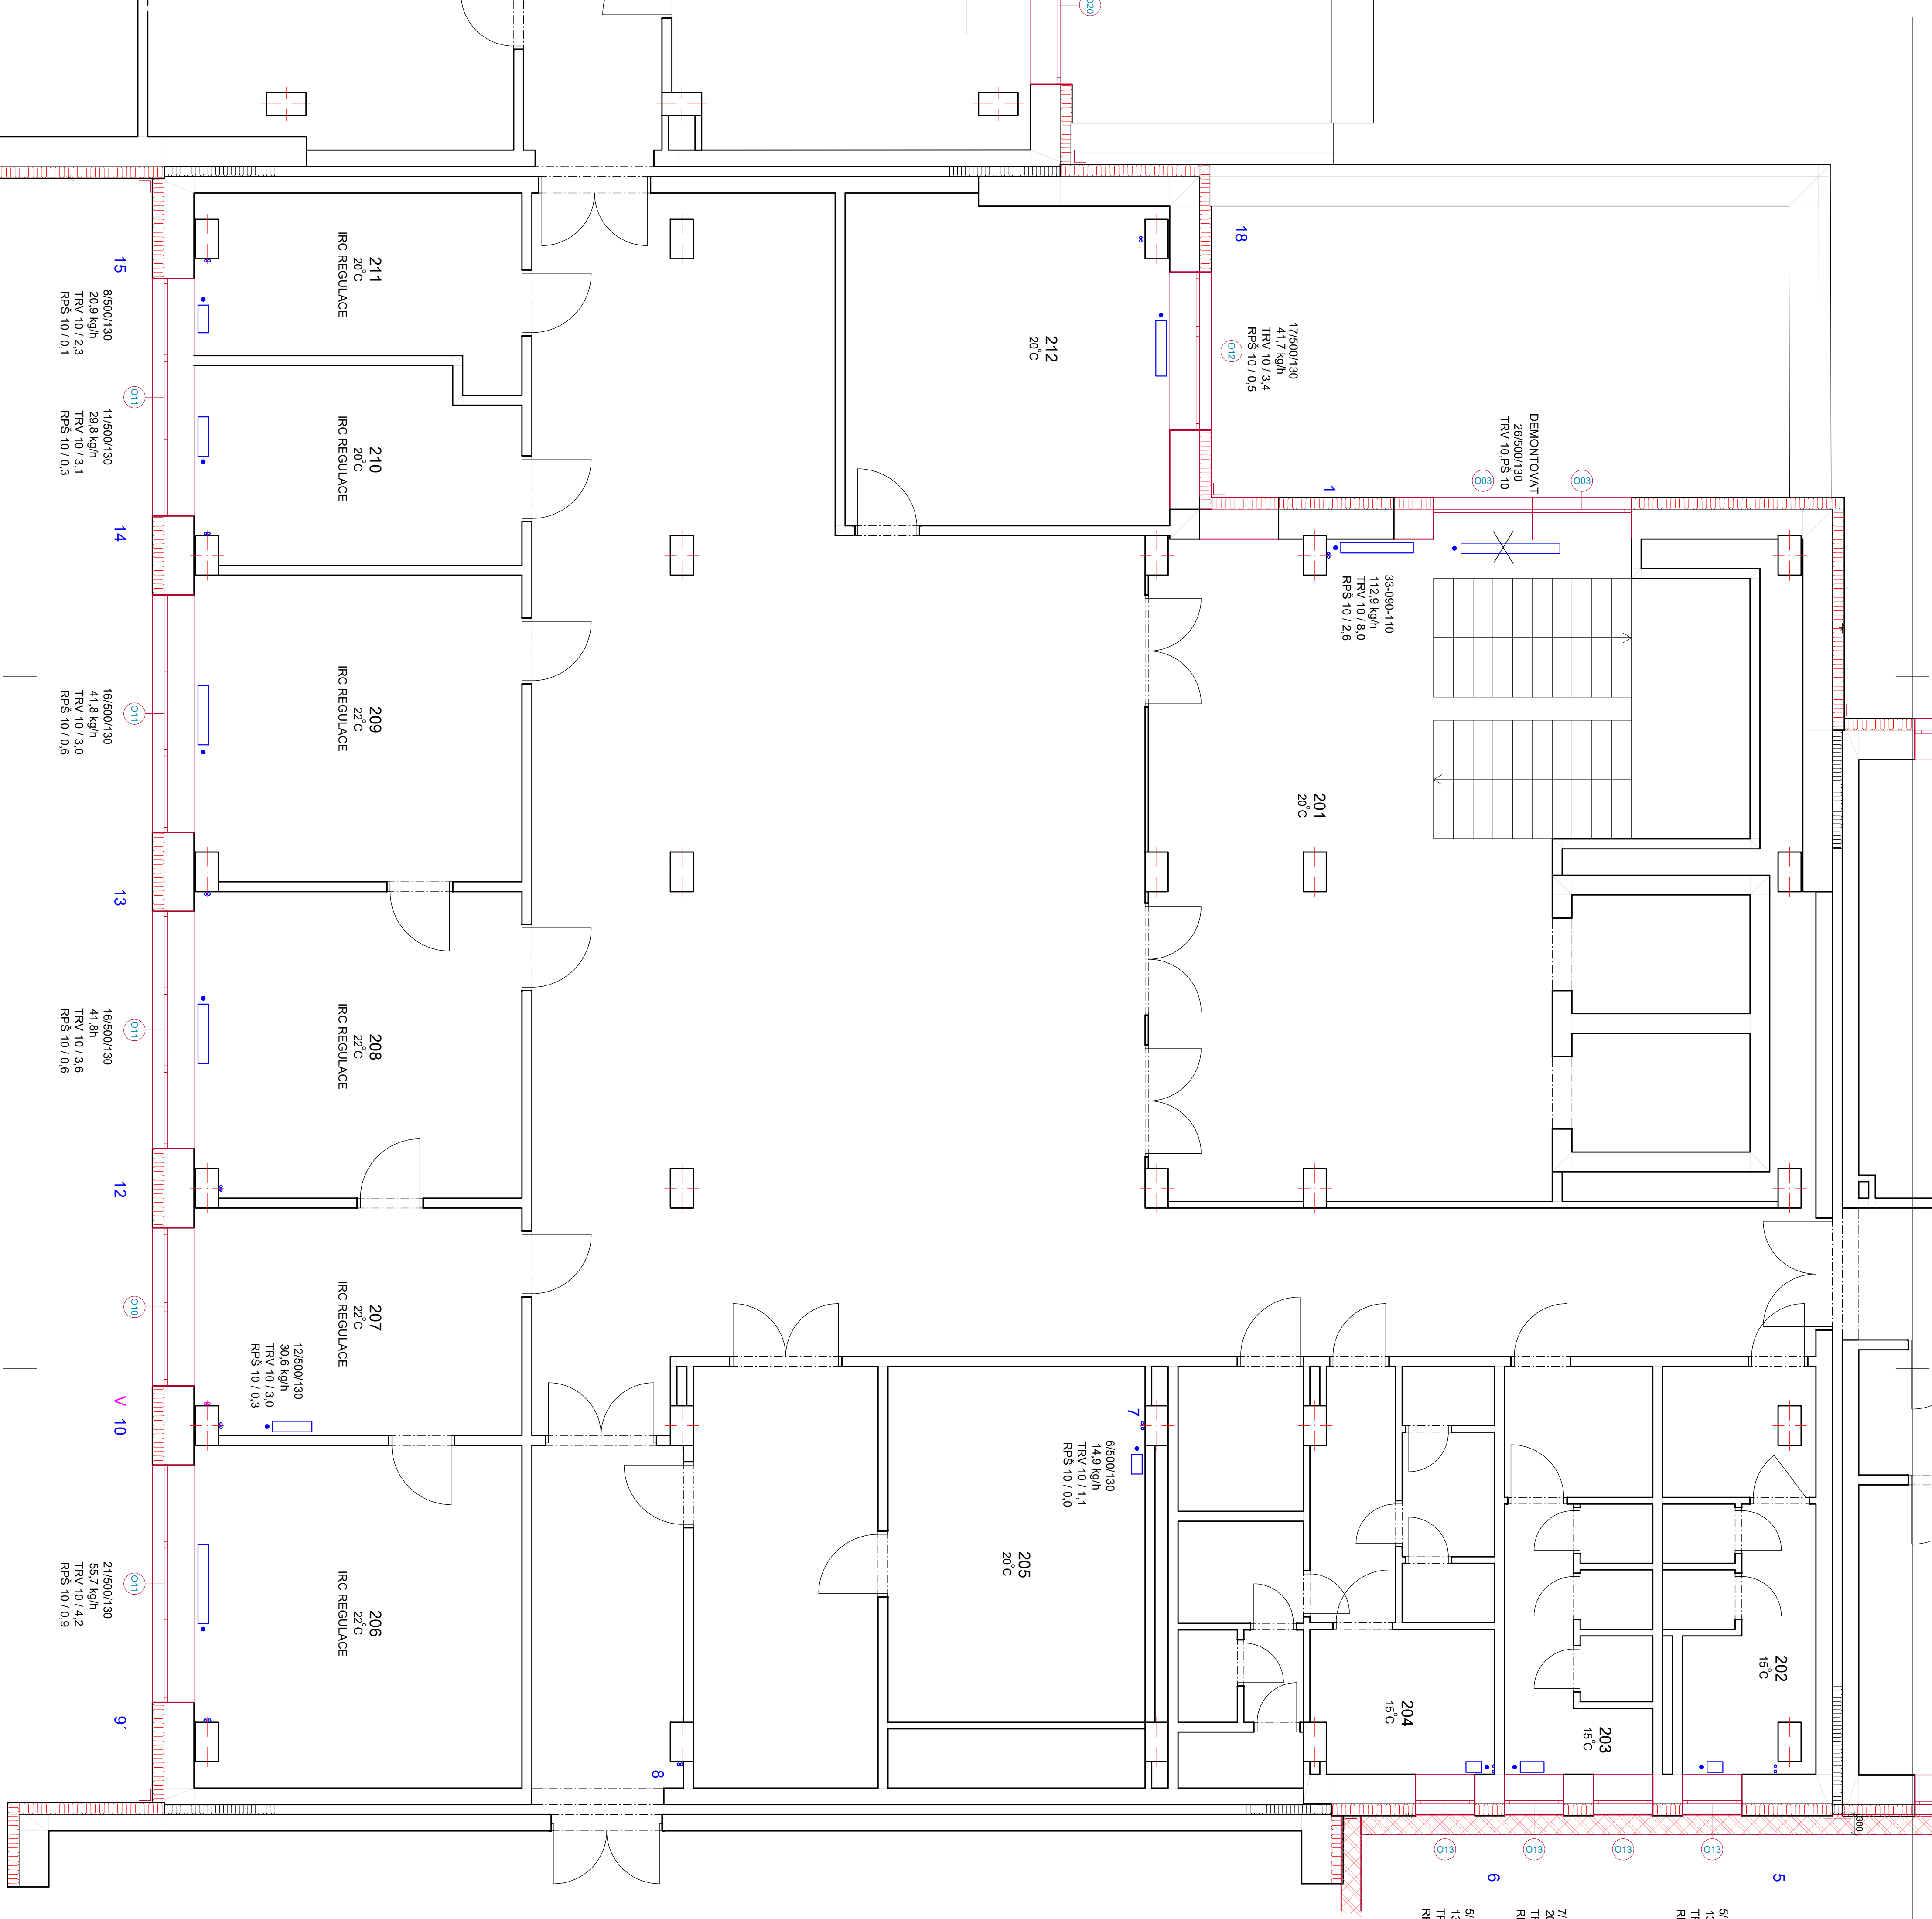 O20
18
17/500/130
41,7 kg/h
TRV 10 / 3,4
RPŠ 10 / 0,5
O12
DEMONTOVAT
26/500/130
TRV 10,PŠ 10
O03
O03
1
33-090-110
112,9 kg/h
TRV 10 / 8,0
RPŠ 10 / 2,6
201
20°C
212
20°C
211
20°C
IRC REGULACE
15
8/500/130
20,9 kg/h
TRV 10 / 2,3
RPŠ 10 / 0,1
O11
210
20°C
IRC REGULACE
11/500/130
29,8 kg/h
TRV 10 / 3,1
RPŠ 10 / 0,3
14
209
22°C
IRC REGULACE
16/500/130
41,8 kg/h
TRV 10 / 3,0
RPŠ 10 / 0,6
O11
13
208
22°C
IRC REGULACE
16/500/130
41,8h
TRV 10 / 3,6
RPŠ 10 / 0,6
O11
12
207
22°C
IRC REGULACE
12/500/130
30,6 kg/h
TRV 10 / 3,0
RPŠ 10 / 0,3
O10
V 10
206
22°C
IRC REGULACE
21/500/130
55,7 kg/h
TRV 10 / 4,2
RPŠ 10 / 0,9
O11
9´
8
7
6/500/130
14,9 kg/h
TRV 10 / 1,1
RPŠ 10 / 0,0
205
20°C
204
15°C
203
15°C
202
15°C
300
O13
O13
O13
O13
6
5
5/
13
7/
20
5/
13